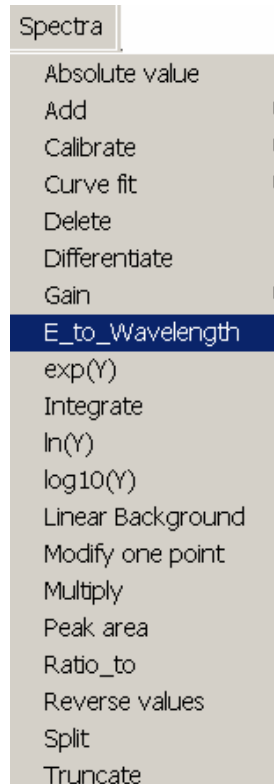 Spectra
Absolute value
Add
Calibrate
Curve fit
Delete
Differentiate
Gain
E_to_Wavelength
exp(Y)
Integrate
ln(Y)
log10(Y)
Linear Background
Modify one point
Multiply
Peak area
Ratio_to
Reverse values
Split
Truncate